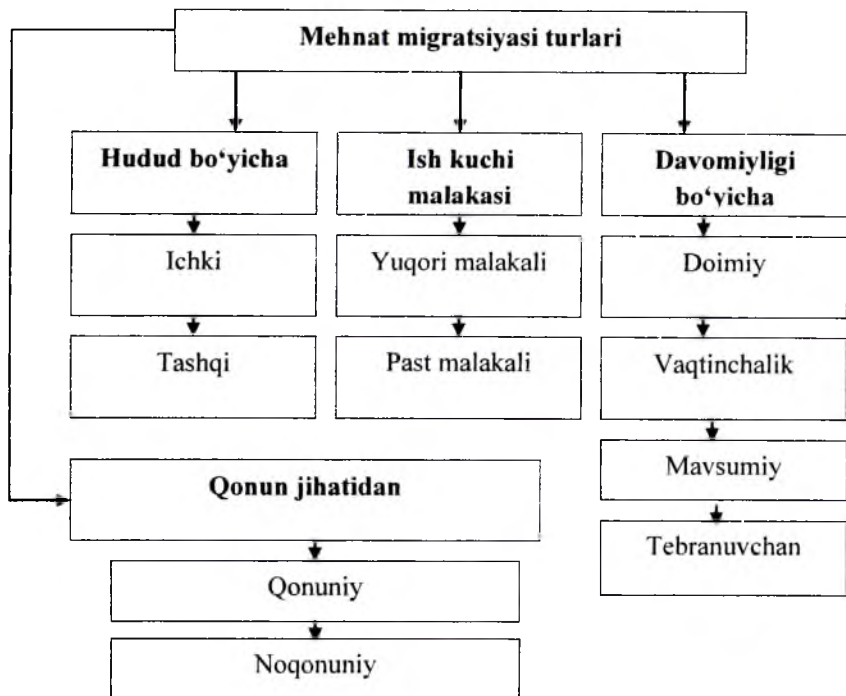 Mehnat migratsiyasi turlari
Hudud bo‘yicha
Ichki
Tashqi
Ish kuchi
malakasi
Yuqori malakali
Past malakali
Davomiyligi
bo‘yicha
Doimiy
Vaqtinchalik
Mavsumiy
Tebranuvchan
Qonun jihatidan
Qonuniy
Noqonuniy